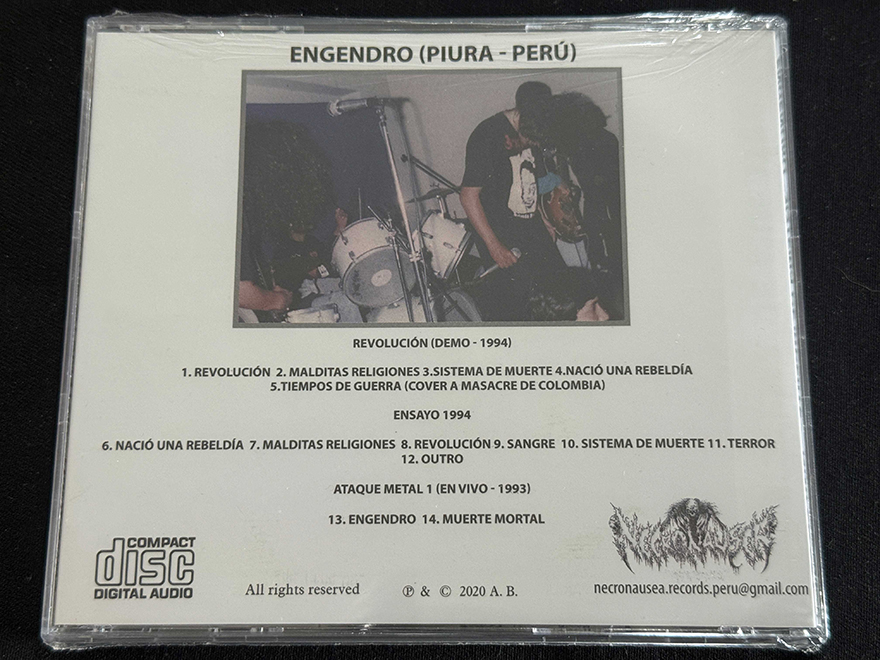 ENGENDRO (PIURA - PERÚ)
REVOLUCIÓN (DEMO - 1994)
1. REVOLUCIÓN 2. MALDITAS RELIGIONES 3.SISTEMA DE MUERTE 4.NACIÓ UNA REBELDÍA
5.TIEMPOS DE GUERRA (COVER A MASACRE DE COLOMBIA)
ENSAYO 1994
6. NACIÓ UNA REBELDÍA 7. MALDITAS RELIGIONES 8. REVOLUCIÓN 9. SANGRE 10. SISTEMA DE MUERTE 11. TERROR
12. OUTRO
ATAQUE METAL 1 (EN VIVO - 1993)
13. ENGENDRO 14. MUERTE MORTAL
NECRONAUSEA
COMPACT
disc
DIGITAL AUDIO
All rights reserved ℗ & © 2020 A. B.
necronausea.records.peru@gmail.com